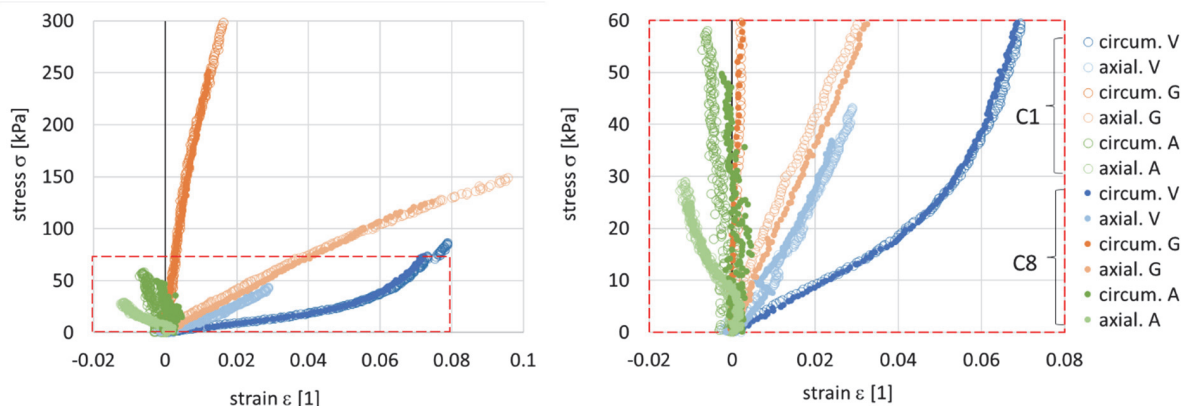 300
250
200
150
100
50
0
stress σ [kPa]
-0.02 0 0.02 0.04 0.06 0.08 0.1
strain ε [1]
60
50
40
30
20
10
0
stress σ [kPa]
-0.02 0 0.02 0.04 0.06 0.08
strain ε [1]
C1
C8
circum. V
axial. V
circum. G
axial. G
circum. A
axial. A
circum. V
axial. V
circum. G
axial. G
circum. A
axial. A